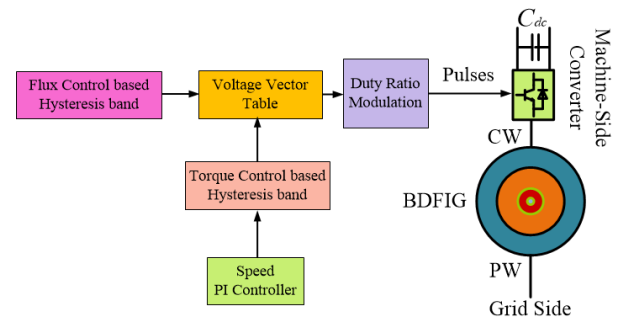 C_dc
Machine-Side
Converter
Flux Control based
Hysteresis band
Voltage Vector
Table
Duty Ratio
Modulation
Pulses
CW
Torque Control based
Hysteresis band
BDFIG
Speed
PI Controller
PW
Grid Side